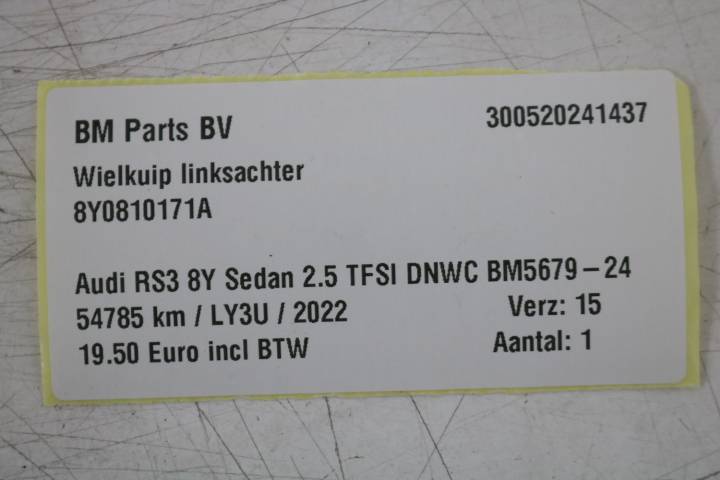 BM Parts BV 300520241437
Wielkuip linksachter
8Y0810171A
Audi RS3 8Y Sedan 2.5 TFSI DNWC BM5679-24
54785 km / LY3U / 2022 Verz: 15
19.50 Euro incl BTW Aantal: 1